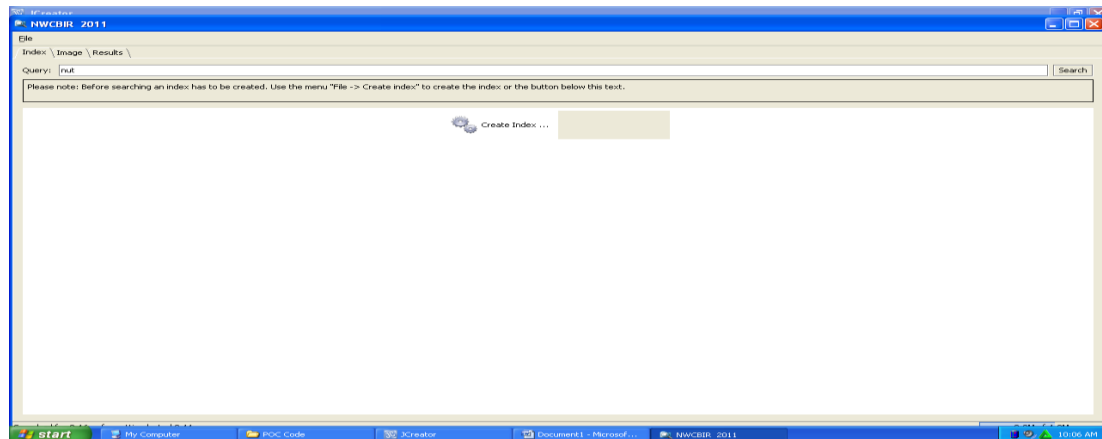 JCreator
NWCBIR 2011
File
Index \ Image \ Results \
Query: nut Search
Please note: Before searching an index has to be created. Use the menu "File -> Create index" to create the index or the button below this text.
Create Index ...
start My Computer POC Code JCreator Document1 - Microsof... NWCBIR 2011 10:06 AM